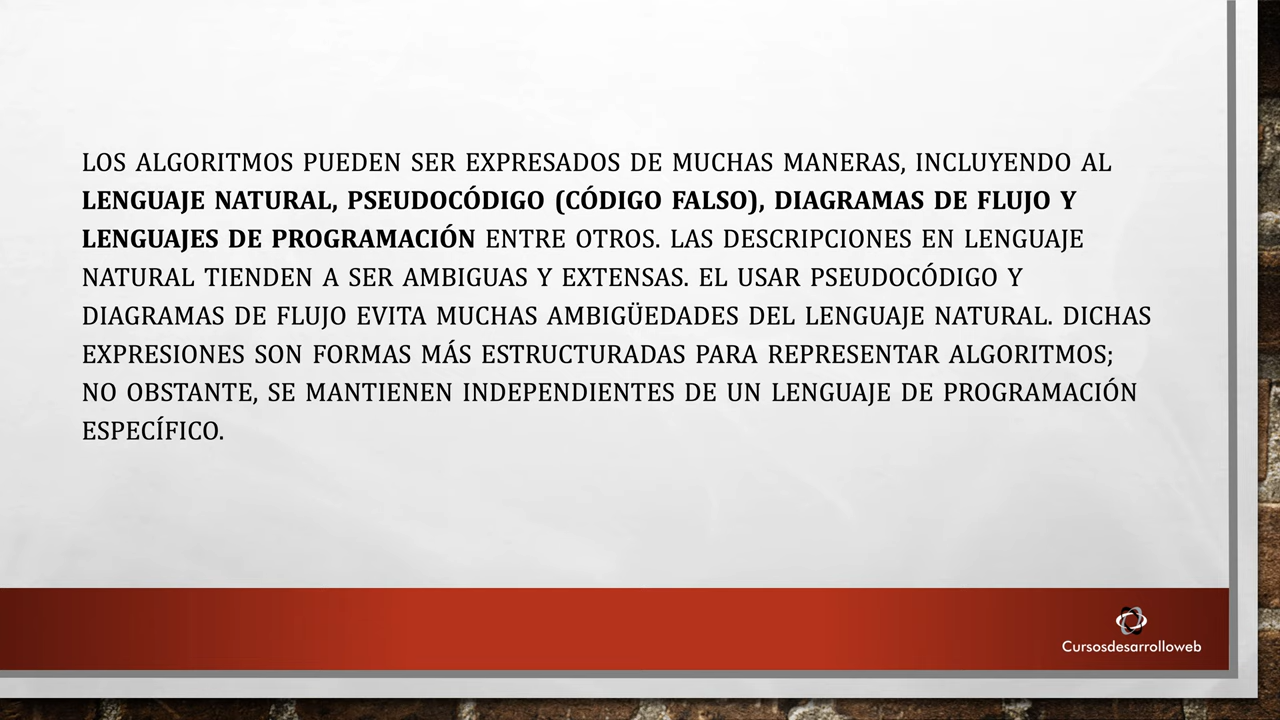 LOS ALGORITMOS PUEDEN SER EXPRESADOS DE MUCHAS MANERAS, INCLUYENDO AL
LENGUAJE NATURAL, PSEUDOCÓDIGO (CÓDIGO FALSO), DIAGRAMAS DE FLUJO Y
LENGUAJES DE PROGRAMACIÓN ENTRE OTROS. LAS DESCRIPCIONES EN LENGUAJE
NATURAL TIENDEN A SER AMBIGUAS Y EXTENSAS. EL USAR PSEUDOCÓDIGO Y
DIAGRAMAS DE FLUJO EVITA MUCHAS AMBIGÜEDADES DEL LENGUAJE NATURAL. DICHAS
EXPRESIONES SON FORMAS MÁS ESTRUCTURADAS PARA REPRESENTAR ALGORITMOS;
NO OBSTANTE, SE MANTIENEN INDEPENDIENTES DE UN LENGUAJE DE PROGRAMACIÓN
ESPECÍFICO.
Cursosdesarrolloweb